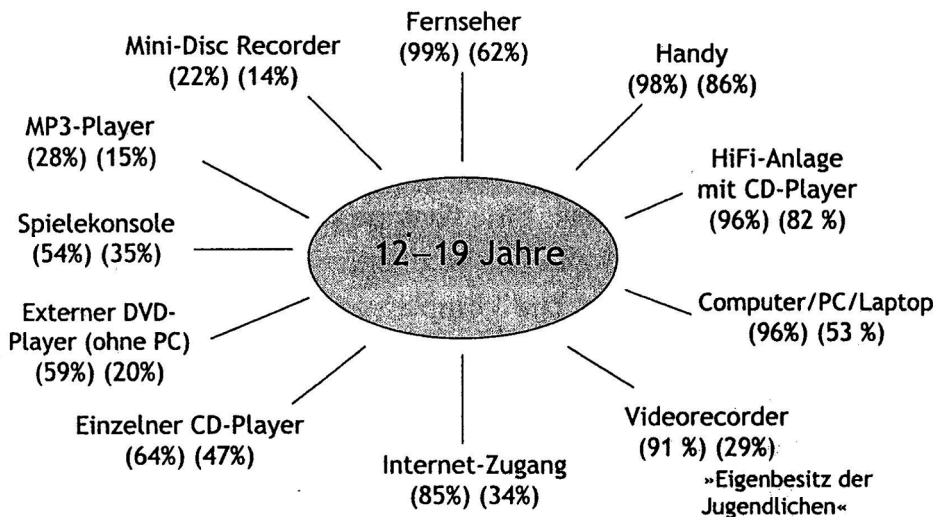 Fernseher
(99%) (62%)
Handy
(98%) (86%)
HiFi-Anlage
mit CD-Player
(96%) (82 %)
Computer/PC/Laptop
(96%) (53 %)
Videorecorder
(91 %) (29%)
»Eigenbesitz der
Jugendlichen«
Internet-Zugang
(85%) (34%)
Einzelner CD-Player
(64%) (47%)
Externer DVD-
Player (ohne PC)
(59%) (20%)
Spielekonsole
(54%) (35%)
MP3-Player
(28%) (15%)
Mini-Disc Recorder
(22%) (14%)
12–19 Jahre